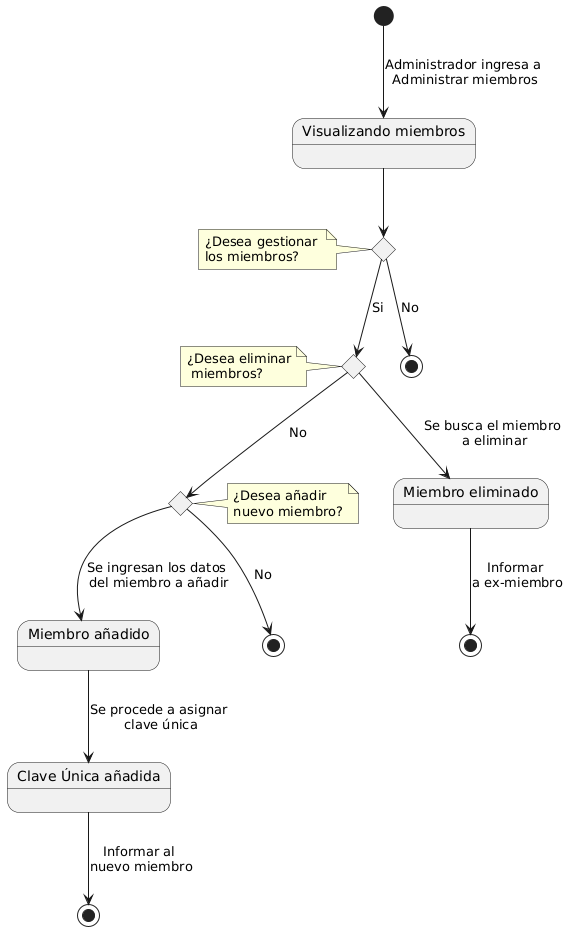 Administrador ingresa a
Administrar miembros
Visualizando miembros
¿Desea gestionar
los miembros?
Si
No
¿Desea eliminar
miembros?
No
Se busca el miembro
a eliminar
¿Desea añadir
nuevo miembro?
Miembro eliminado
Se ingresan los datos
del miembro a añadir
No
Informar
a ex-miembro
Miembro añadido
Se procede a asignar
clave única
Clave Única añadida
Informar al
nuevo miembro